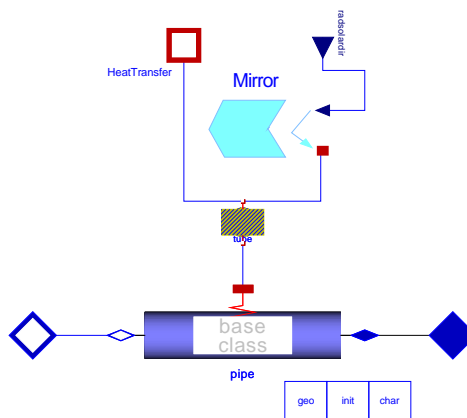 radsolardir
HeatTransfer
Mirror
tube
base
class
pipe
geo
init
char